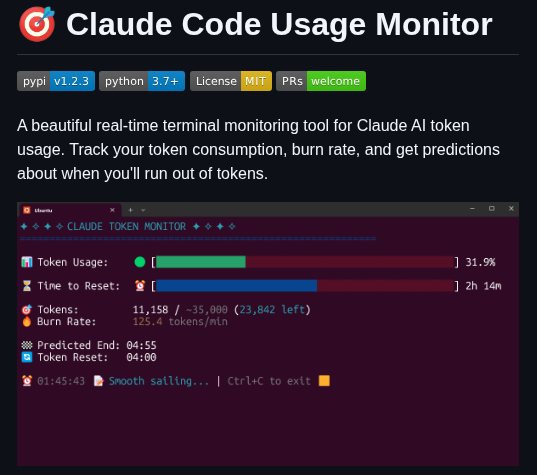 🎯 Claude Code Usage Monitor
pypi v1.2.3 python 3.7+ License MIT PRs welcome
A beautiful real-time terminal monitoring tool for Claude AI token
usage. Track your token consumption, burn rate, and get predictions
about when you'll run out of tokens.
Ubuntu
✦ ✧ ✦ ✧ CLAUDE TOKEN MONITOR ✦ ✧ ✦ ✧
============================================================
📊 Token Usage: 🟢 [ ] 31.9%
⏳ Time to Reset: ⏰ [ ] 2h 14m
🎯 Tokens: 11,158 / ~35,000 (23,842 left)
🔥 Burn Rate: 125.4 tokens/min
🏁 Predicted End: 04:55
🔄 Token Reset: 04:00
⏰ 01:45:43 📝 Smooth sailing... | Ctrl+C to exit 🟨